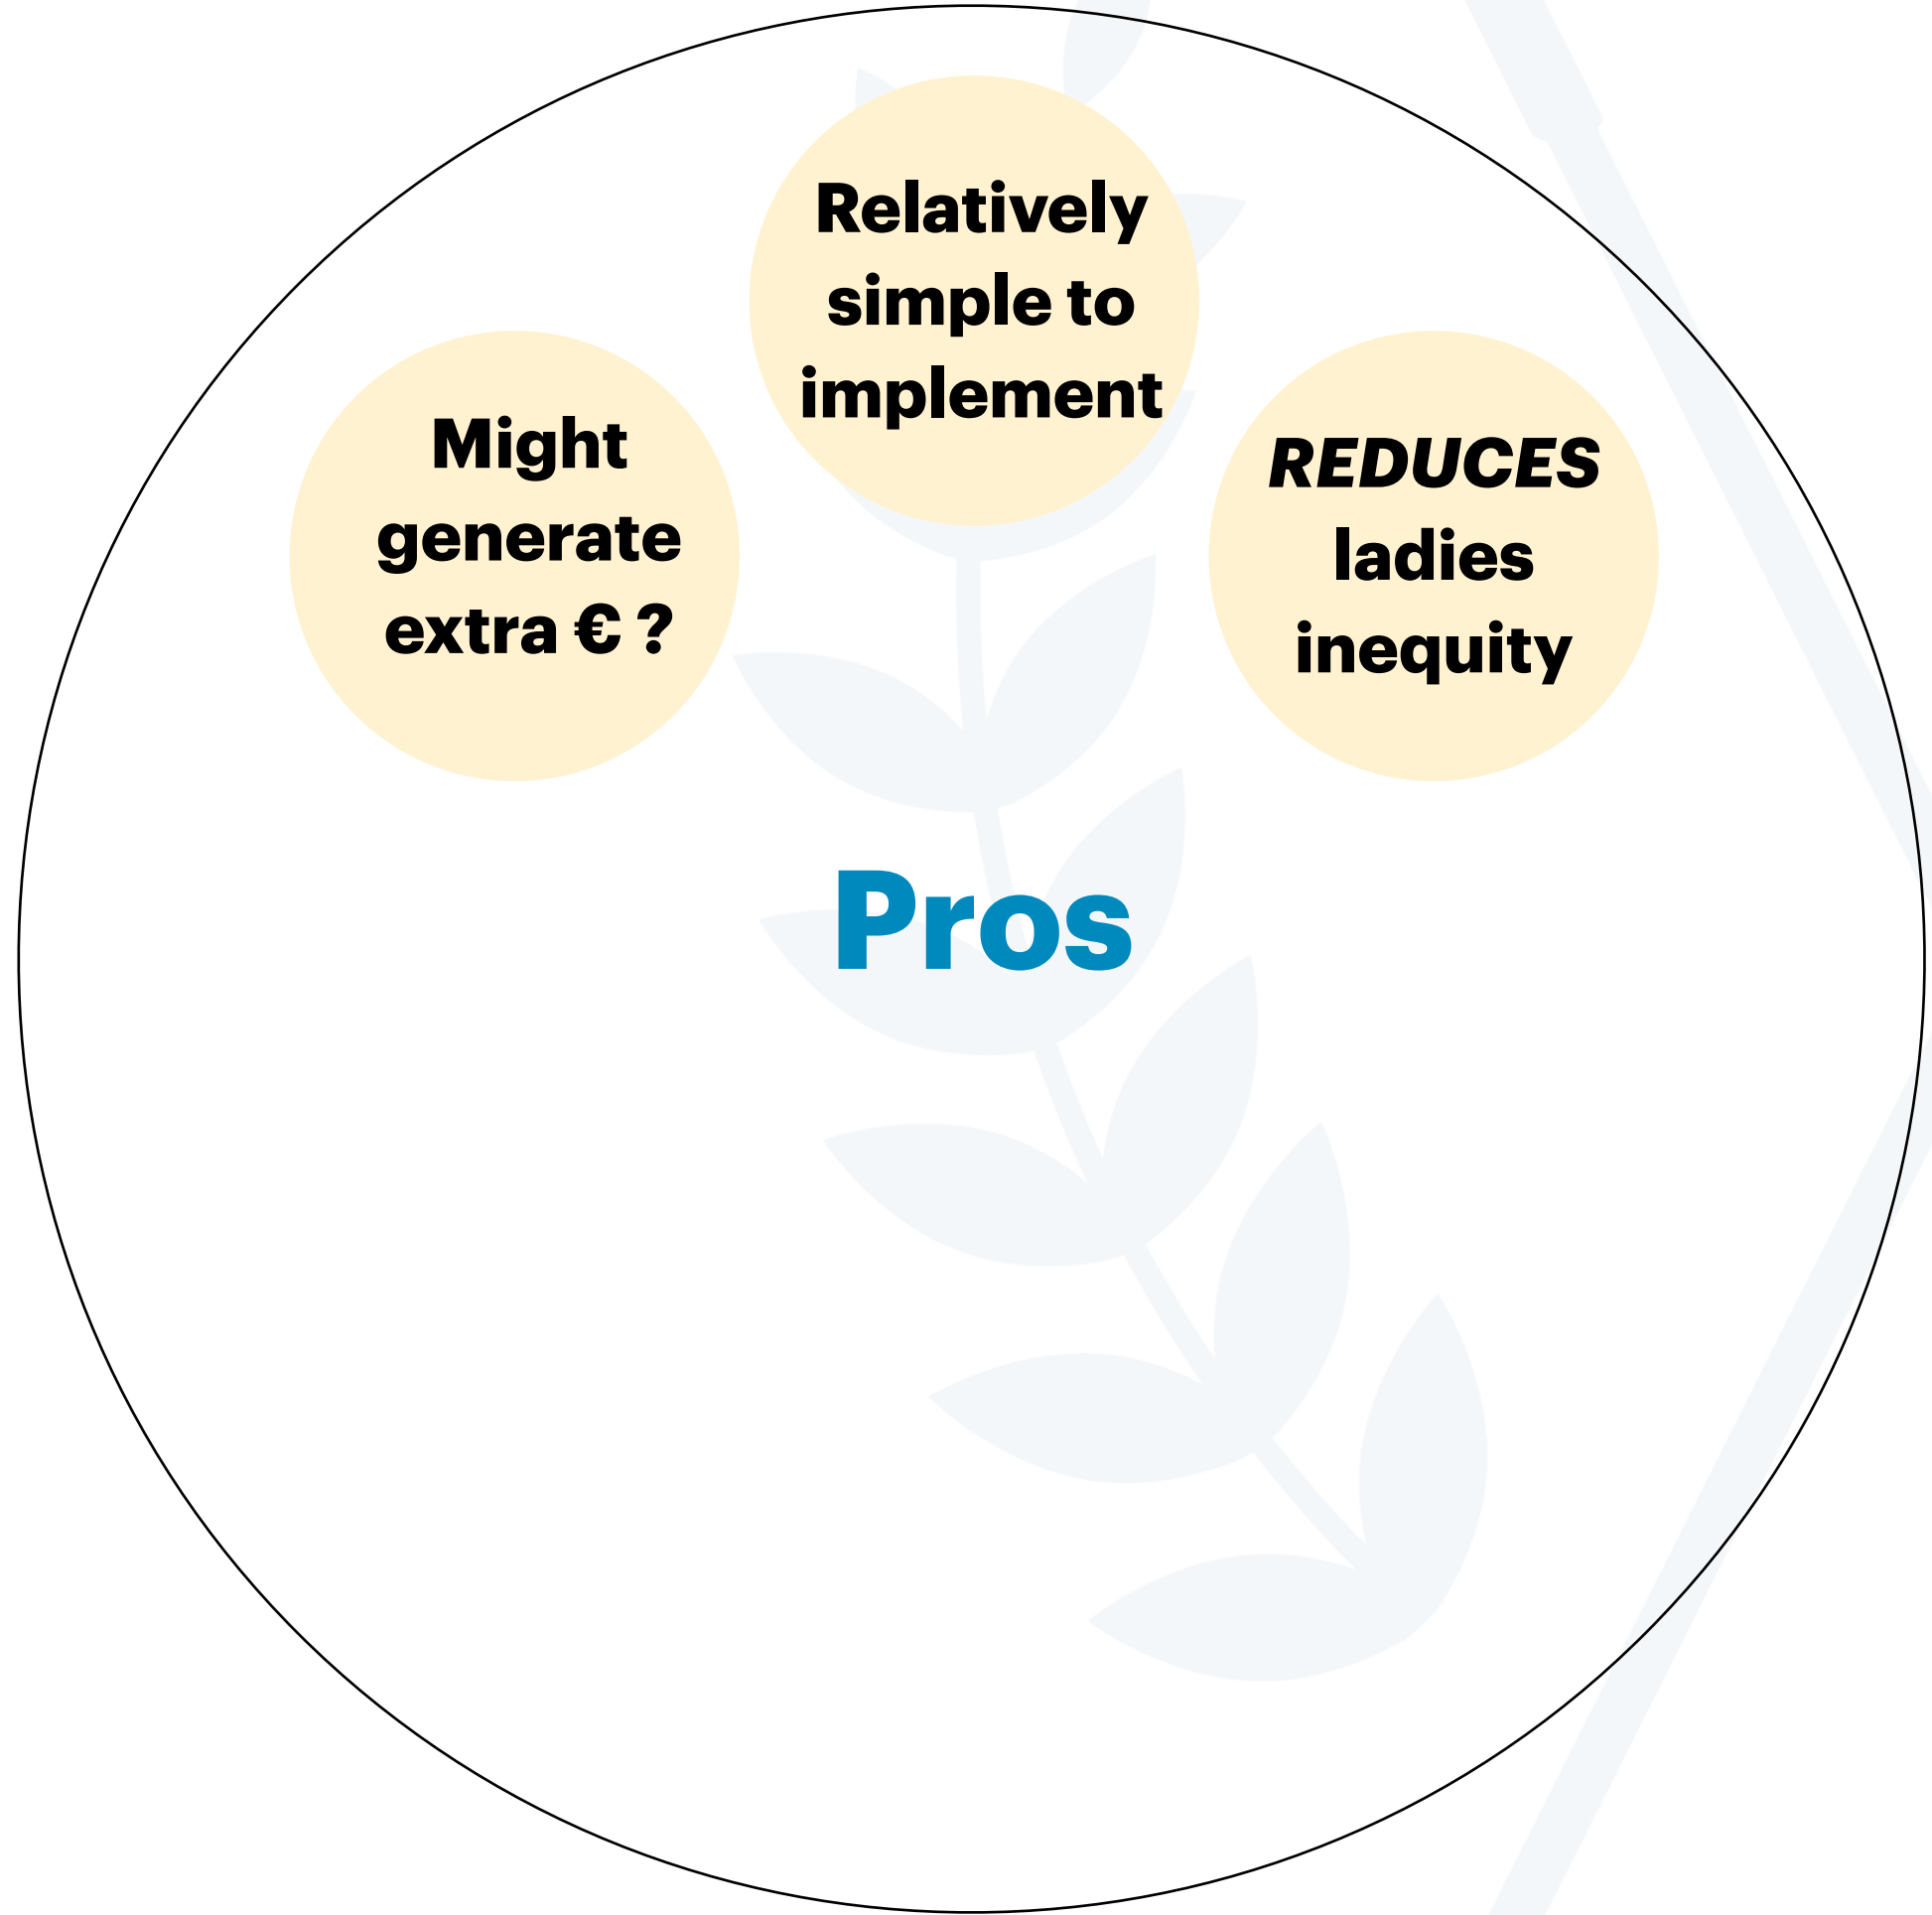 Relatively
simple to
implement
Might
generate
extra € ?
REDUCES
ladies
inequity
Pros